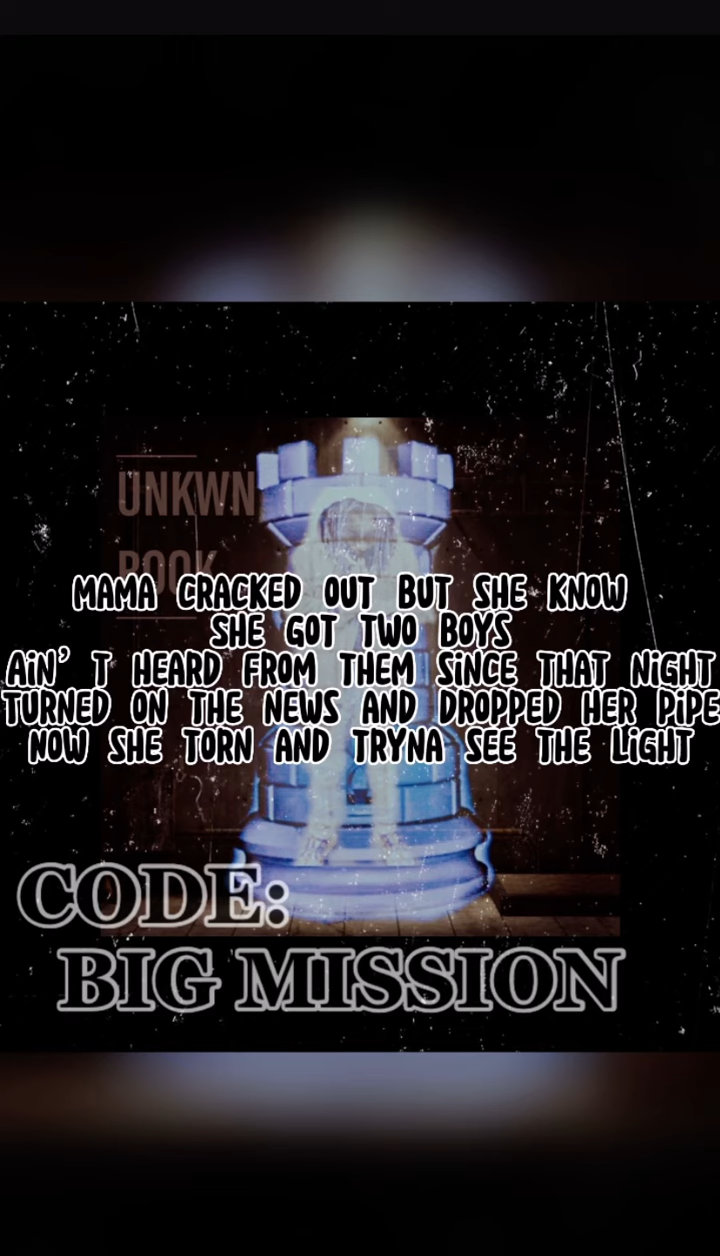 UNKWN
ROOK
MAMA CRACKED OUT BUT SHE KNOW
SHE GOT TWO BOYS
AiN' T HEARD FROM THEM SiNCE THAT NiGHT
TURNED ON THE NEWS AND DROPPED HER PiPE
NOW SHE TORN AND TRYNA SEE THE LiGHT
CODE:
BIG MISSION